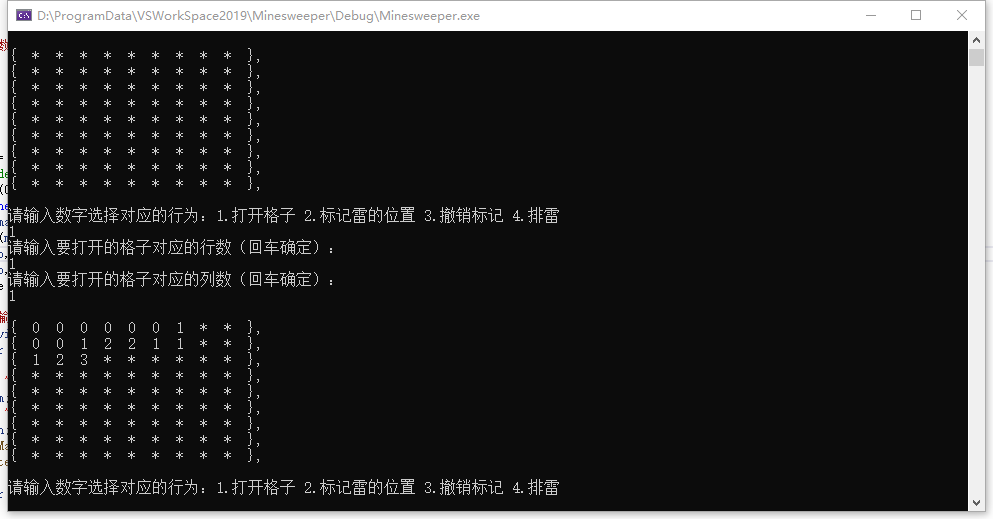 D:\ProgramData\VSWorkSpace2019\Minesweeper\Debug\Minesweeper.exe
{ * * * * * * * * * },
{ * * * * * * * * * },
{ * * * * * * * * * },
{ * * * * * * * * * },
{ * * * * * * * * * },
{ * * * * * * * * * },
{ * * * * * * * * * },
{ * * * * * * * * * },
{ * * * * * * * * * },
请输入数字选择对应的行为：1.打开格子 2.标记雷的位置 3.撤销标记 4.排雷
1
请输入要打开的格子对应的行数（回车确定）：
1
请输入要打开的格子对应的列数（回车确定）：
1
{ 0 0 0 0 0 0 1 * * },
{ 0 0 1 2 2 1 1 * * },
{ 1 2 3 * * * * * * },
{ * * * * * * * * * },
{ * * * * * * * * * },
{ * * * * * * * * * },
{ * * * * * * * * * },
{ * * * * * * * * * },
{ * * * * * * * * * },
请输入数字选择对应的行为：1.打开格子 2.标记雷的位置 3.撤销标记 4.排雷